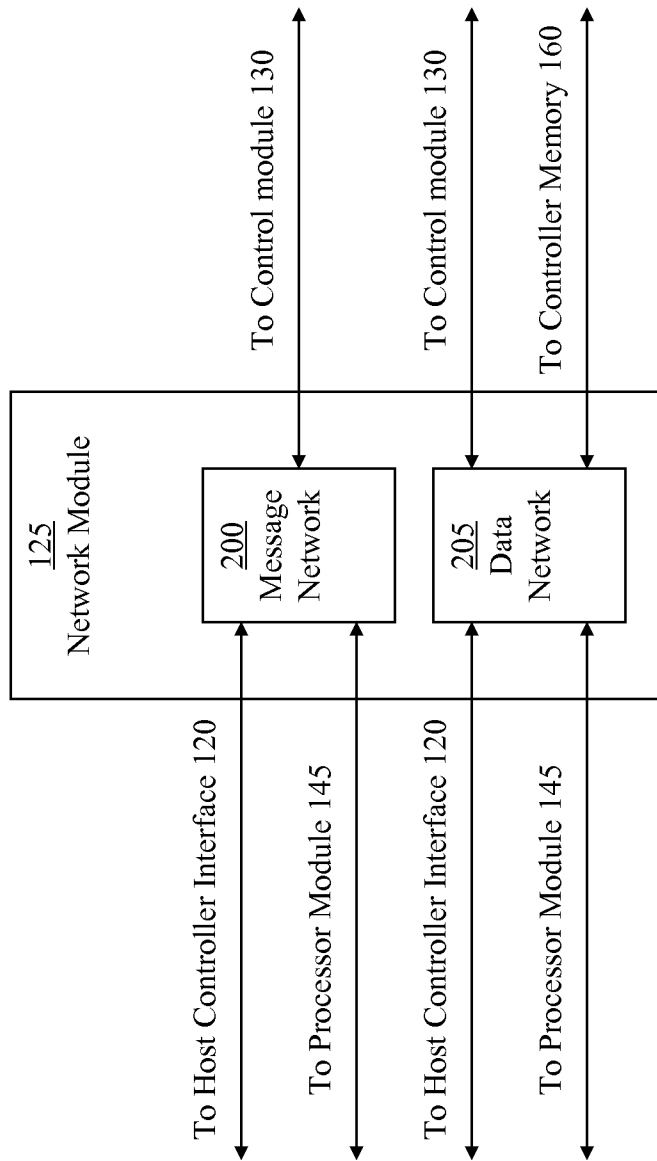 125
Network Module
To Host Controller Interface 120
200
Message
Network
To Control module 130
To Processor Module 145
To Host Controller Interface 120
205
Data
Network
To Control module 130
To Processor Module 145
To Controller Memory 160